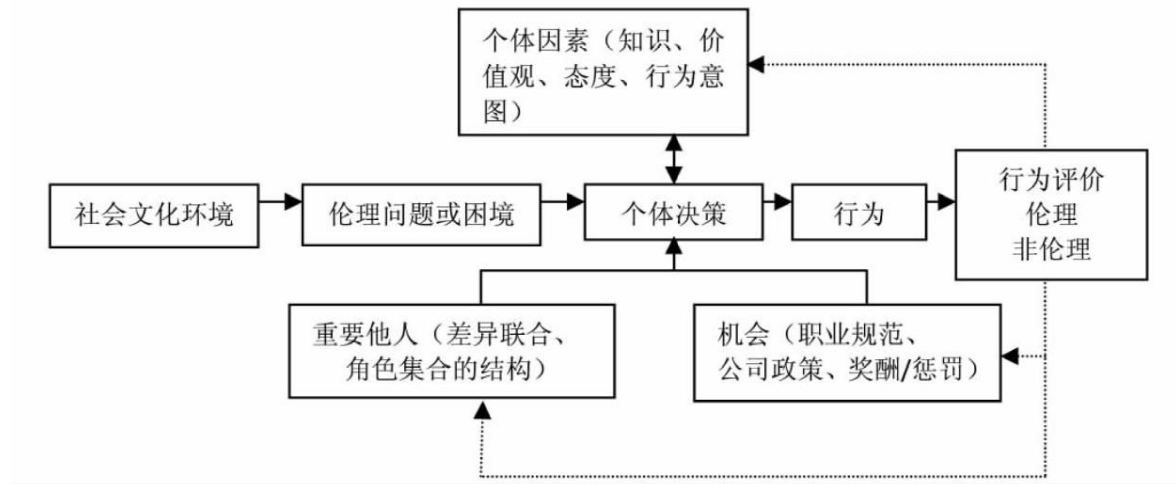 个体因素（知识、价
值观、态度、行为意
图）
社会文化环境
伦理问题或困境
个体决策
行为
行为评价
伦理
非伦理
重要他人（差异联合、
角色集合的结构）
机会（职业规范、
公司政策、奖酬/惩罚）